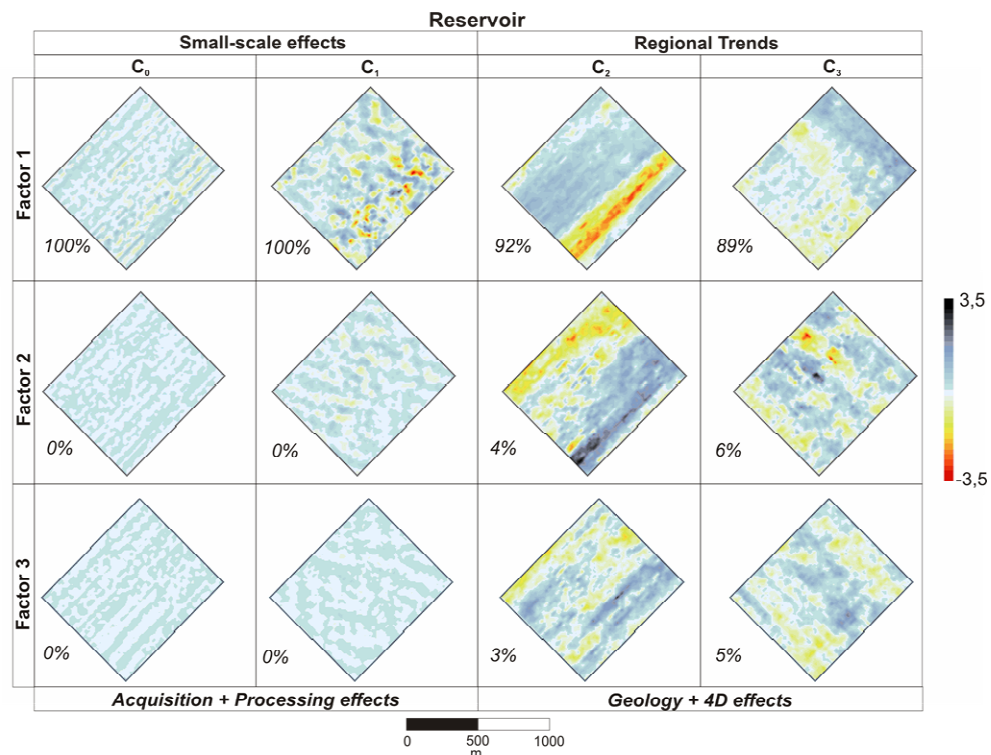 Reservoir
Small-scale effects
Regional Trends
C₀
C₁
C₂
C₃
Factor 1
100%
100%
92%
89%
Factor 2
0%
0%
4%
6%
Factor 3
0%
0%
3%
5%
Acquisition + Processing effects
Geology + 4D effects
3,5
-3,5
0
500
1000
m